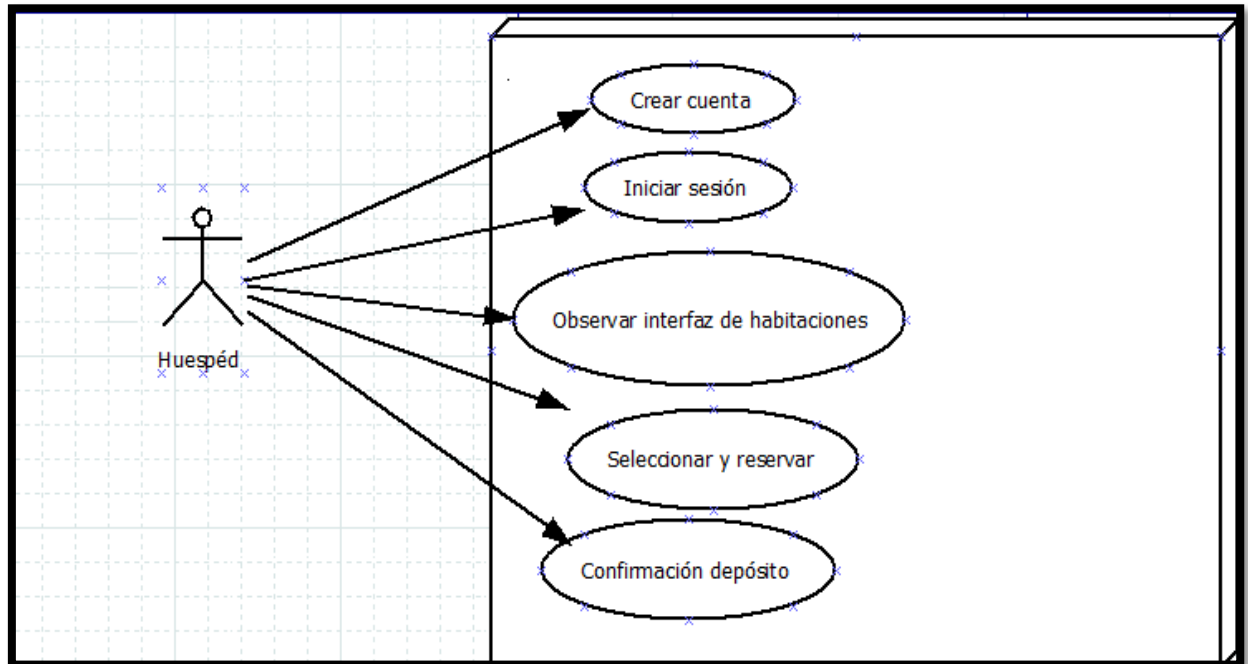 Crear cuenta
Iniciar sesión
Observar interfaz de habitaciones
Huespéd
Seleccionar y reservar
Confirmación depósito